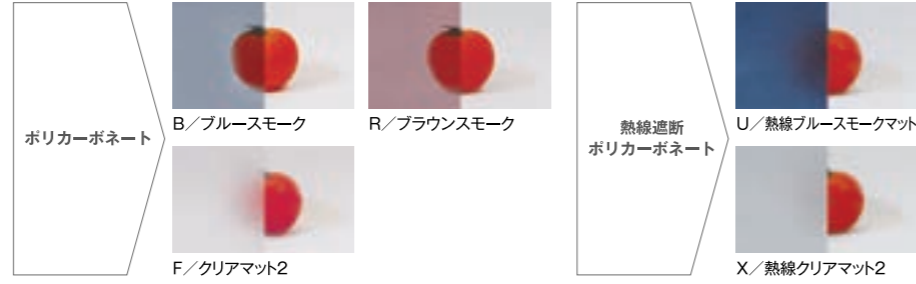 ポリカーボネート
B／ブルースモーク
R／ブラウンスモーク
F／クリアマット2
熱線遮断
ポリカーボネート
U／熱線ブルースモークマット
X／熱線クリアマット2